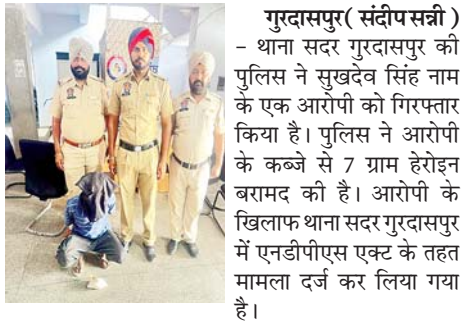 गुरदासपुर( संदीप सन्नी )
– थाना सदर गुरदासपुर की
पुलिस ने सुखदेव सिंह नाम
के एक आरोपी को गिरफ्तार
किया है। पुलिस ने आरोपी
के कब्जे से 7 ग्राम हेरोइन
बरामद की है। आरोपी के
खिलाफ थाना सदर गुरदासपुर
में एनडीपीएस एक्ट के तहत
मामला दर्ज कर लिया गया
है।